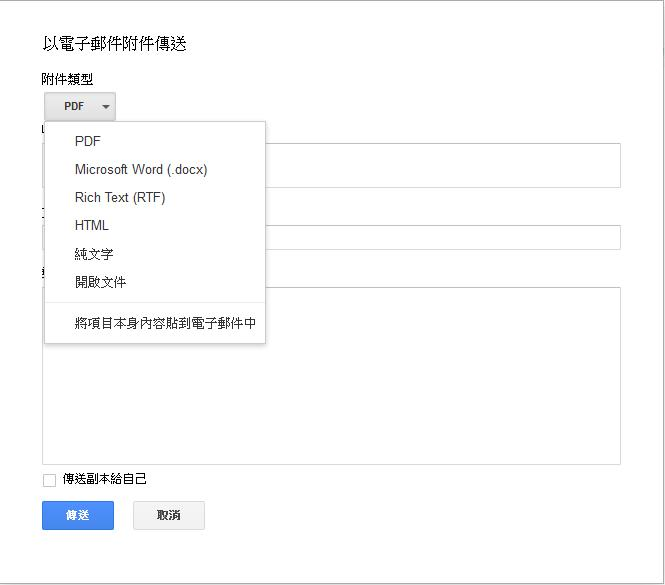 以電子郵件附件傳送
附件類型
PDF
PDF
Microsoft Word (.docx)
Rich Text (RTF)
HTML
純文字
開啟文件
將項目本身內容貼到電子郵件中
傳送副本給自己
傳送
取消